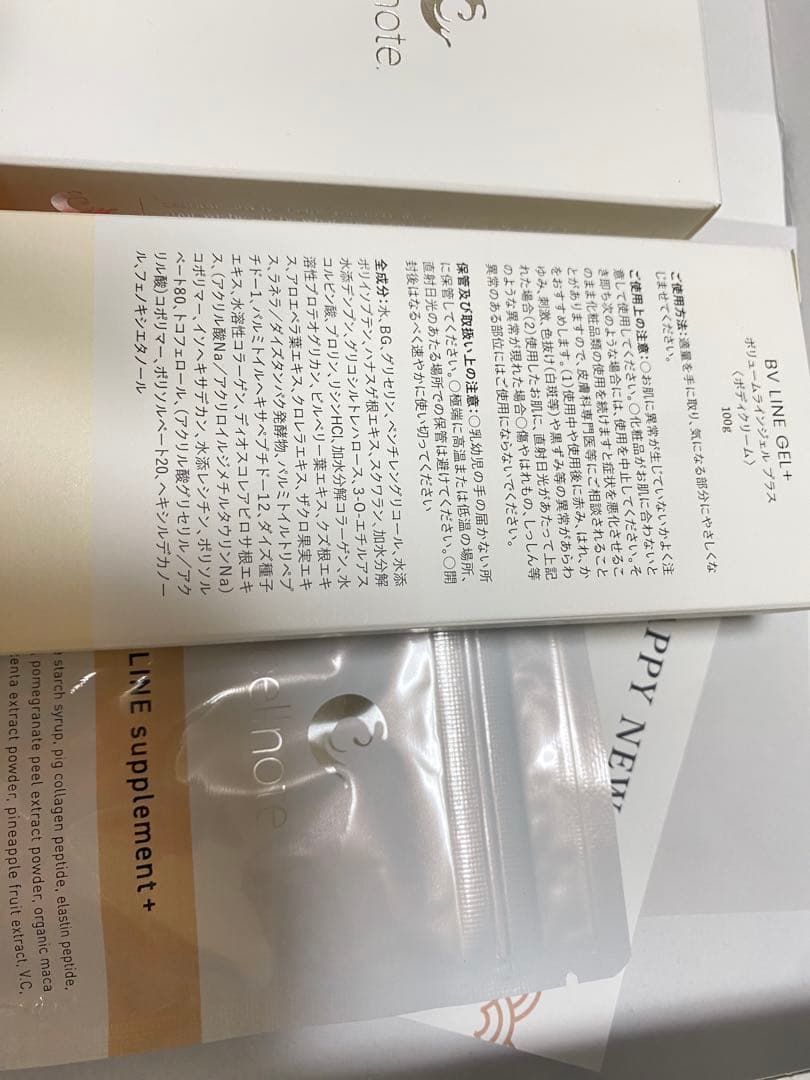 note.
BV LINE GEL+
ボリュームラインジェル プラス
〈ボディクリーム〉
100g
ご使用方法:適量を手に取り、気になる部分にやさしくな
じませてください。
ご使用上の注意:○お肌に異常が生じていないかよく注
意して使用してください。○化粧品がお肌に合わないと
き即ち次のような場合には、使用を中止してください。そ
のまま化粧品類の使用を続けますと症状を悪化させるこ
とがありますので、皮膚科専門医等にご相談されること
をおすすめします。(1)使用中や使用後に赤み、はれ、か
ゆみ、刺激、色抜け(白斑等)や黒ずみ等の異常があらわ
れた場合(2)使用したお肌に、直射日光があたって上記
のような異常が現れた場合○傷やはれもの、しっしん等
異常のある部位にはご使用にならないでください。
保管及び取扱い上の注意:○乳幼児の手の届かない所
に保管してください。○極端に高温または低温の場所、
直射日光のあたる場所での保管は避けてください。○開
封後はなるべく速やかに使い切ってください
全成分:水、BG、グリセリン、ペンチレングリコール、水添
ポリイソブテン、ハナスゲ根エキス、スクワラン、加水分解
水添デンプン、グリコシルトレハロース、3-O-エチルアス
コルビン酸、プロリン、リシンHCl、加水分解コラーゲン、水
溶性プロテオグリカン、ビルベリー葉エキス、クズ根エキ
ス、アロエベラ葉エキス、クロレラエキス、ザクロ果実エキ
ス、ラネラ/ダイズタンパク発酵物、パルミトイルトリペプ
チド-1、パルミトイルヘキサペプチド-12、ダイズ種子
エキス、水溶性コラーゲン、デイオスコレアビロサ根エキ
ス、(アクリル酸Na/アクリロイルジメチルタウリンNa)
コポリマー、イソヘキサデカン、水添レシチン、ポリソル
ベート80、トコフェロール、(アクリル酸グリセリル/アク
リル酸)コポリマー、ポリソルベート20、ヘキシルデカノー
ル、フェノキシエタノール
PPY NEW
ell note
LINE supplement+
starch syrup, pig collagen peptide, elastin peptide,
pomegranate peel extract powder, organic maca
enta extract powder, pineapple fruit extract, V.C,